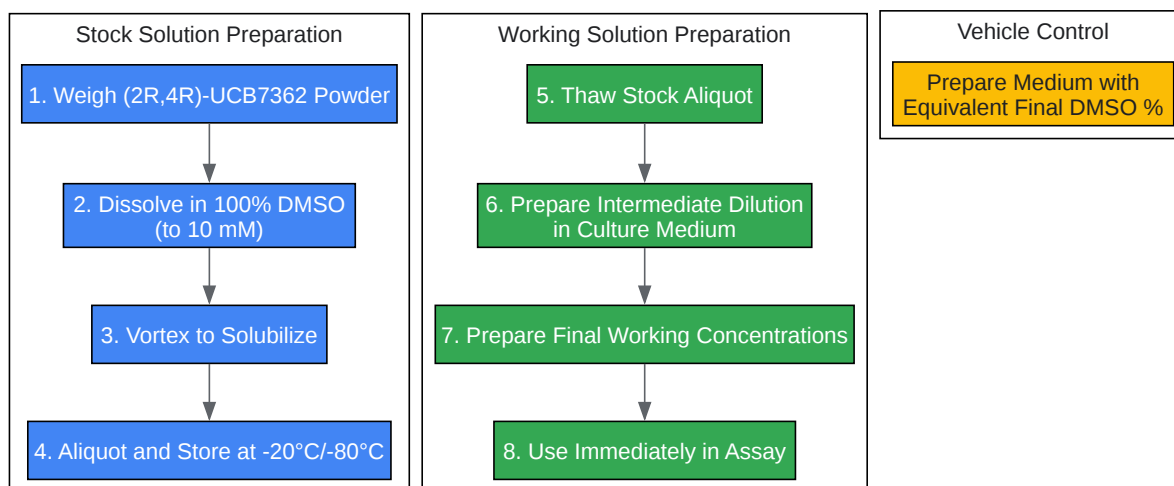 Stock Solution Preparation
1. Weigh (2R,4R)-UCB7362 Powder
2. Dissolve in 100% DMSO
(to 10 mM)
3. Vortex to Solubilize
4. Aliquot and Store at -20°C/-80°C
Working Solution Preparation
5. Thaw Stock Aliquot
6. Prepare Intermediate Dilution
in Culture Medium
7. Prepare Final Working Concentrations
8. Use Immediately in Assay
Vehicle Control
Prepare Medium with
Equivalent Final DMSO %